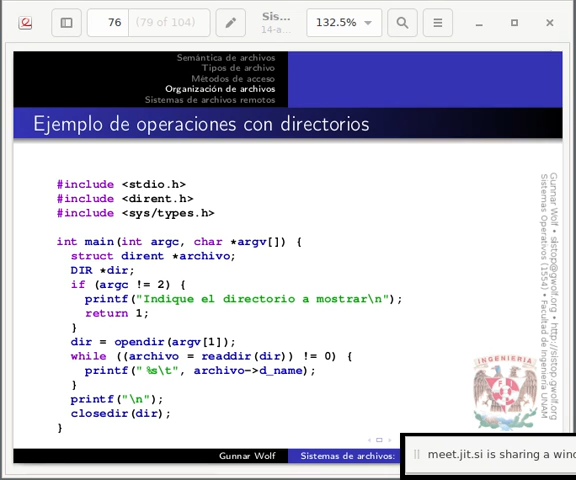 76 (79 of 104)
Sis...
14-a...
132.5%
Semántica de archivos
Tipos de archivo
Métodos de acceso
Organización de archivos
Sistemas de archivos remotos
Ejemplo de operaciones con directorios
#include <stdio.h>
#include <dirent.h>
#include <sys/types.h>
int main(int argc, char *argv[]) {
struct dirent *archivo;
DIR *dir;
if (argc != 2) {
printf("Indique el directorio a mostrar\n");
return 1;
}
dir = opendir(argv[1]);
while ((archivo = readdir(dir)) != 0) {
printf("%s\t", archivo->d_name);
}
printf("\n");
closedir(dir);
}
Gunnar Wolf • sistop@gwolf.org • http://sistop.gwolf.org
Sistemas Operativos (1554) • Facultad de Ingeniería UNAM
INGENIERIA
Gunnar Wolf
Sistemas de archivos:
meet.jit.si is sharing a wind